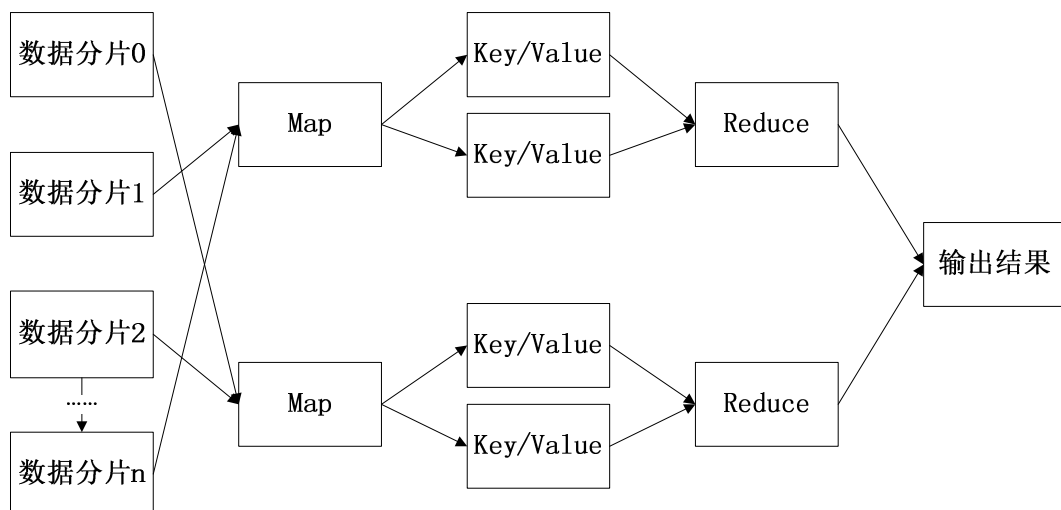 数据分片0
数据分片1
数据分片2
……
数据分片n
Map
Map
Key/Value
Key/Value
Key/Value
Key/Value
Reduce
Reduce
输出结果